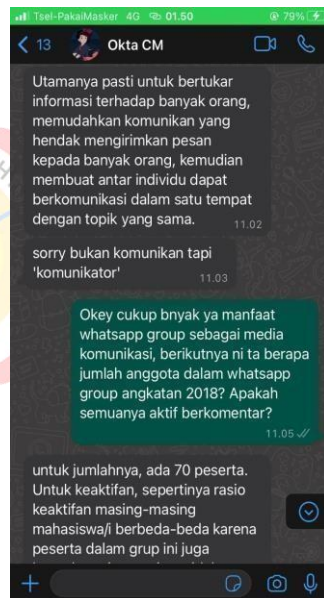 Tsel-PakaiMasker 4G 01.50 79%
13 Okta CM
Utamanya pasti untuk bertukar
informasi terhadap banyak orang,
memudahkan komunikan yang
hendak mengirimkan pesan
kepada banyak orang, kemudian
membuat antar individu dapat
berkomunikasi dalam satu tempat
dengan topik yang sama. 11.02
sorry bukan komunikan tapi
'komunikator' 11.03
Okey cukup bnyak ya manfaat
whatsapp group sebagai media
komunikasi, berikutnya ni ta berapa
jumlah anggota dalam whatsapp
group angkatan 2018? Apakah
semuanya aktif berkomentar?
11.05
untuk jumlahnya, ada 70 peserta.
Untuk keaktifan, sepertinya rasio
keaktifan masing-masing
mahasiswa/i berbeda-beda karena
peserta dalam grup ini juga